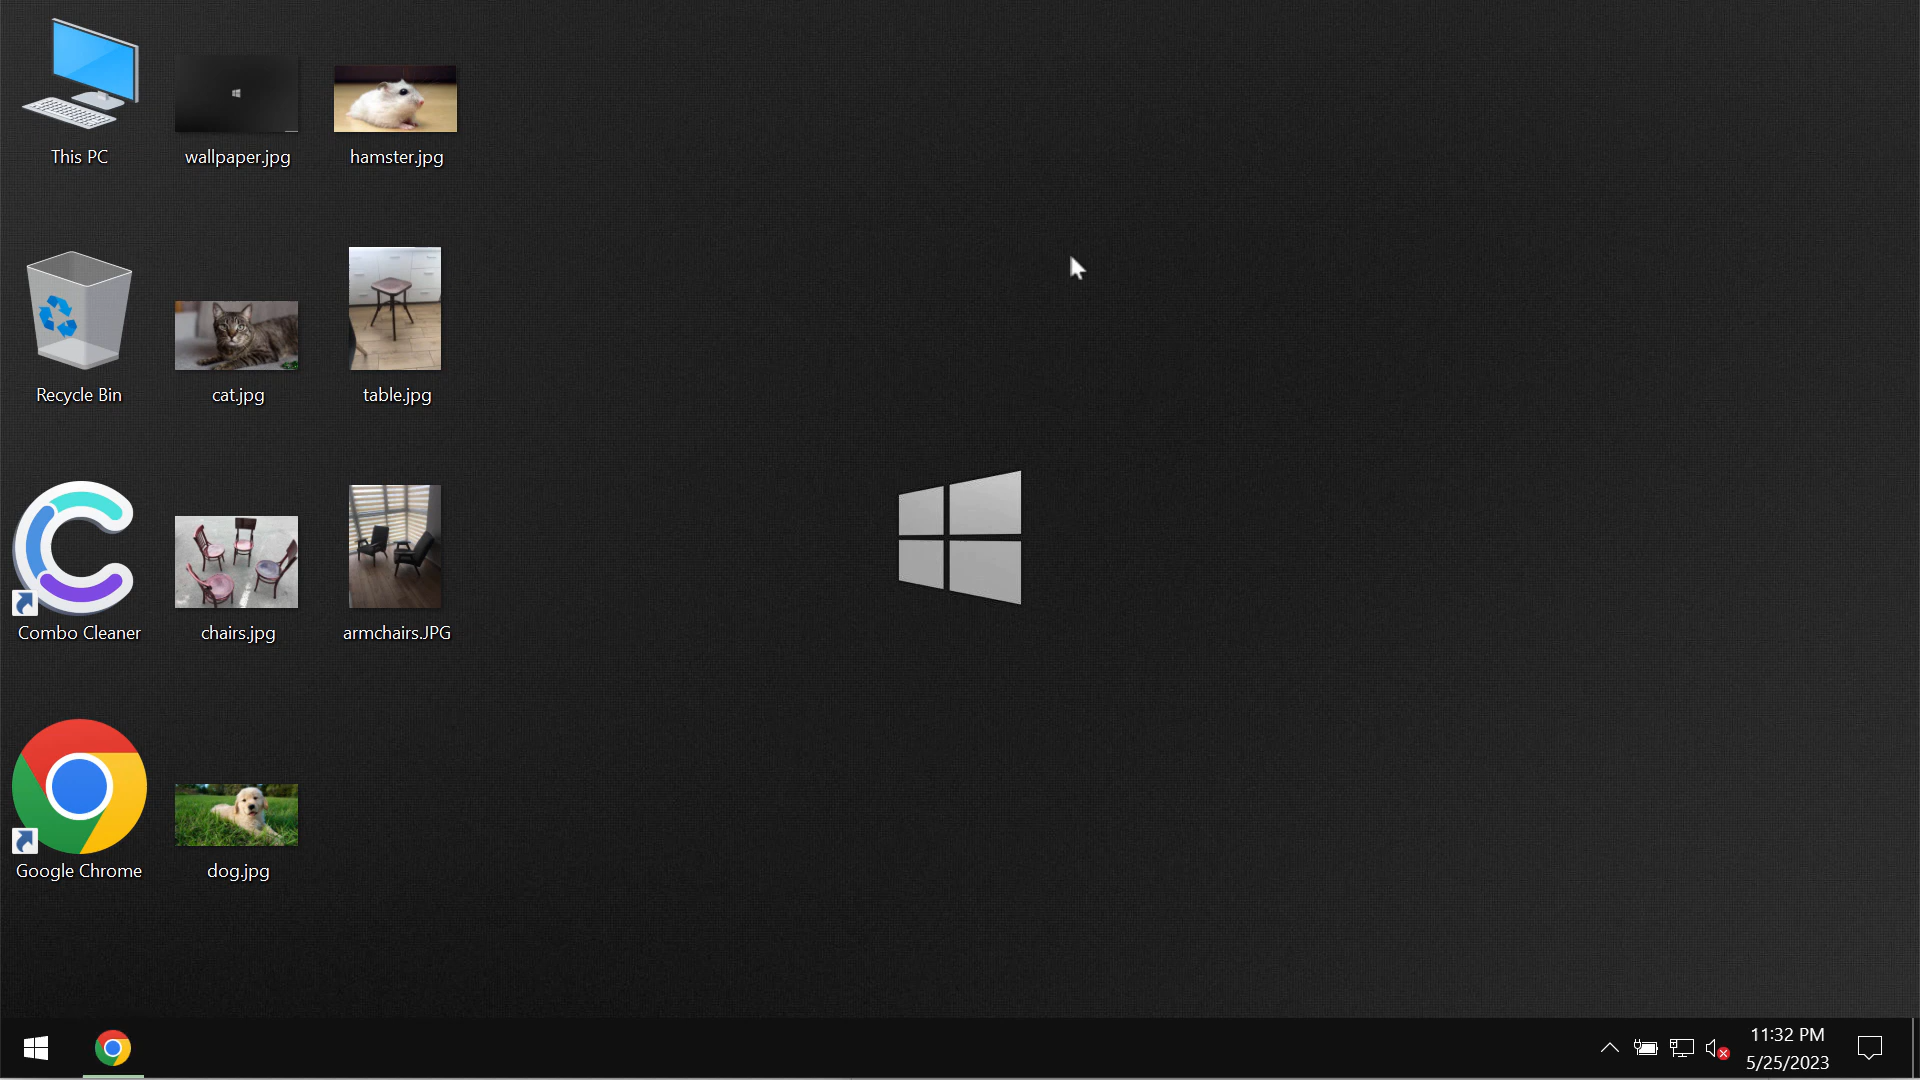 This PC
wallpaper.jpg
hamster.jpg
Recycle Bin
cat.jpg
table.jpg
Combo Cleaner
chairs.jpg
armchairs.JPG
Google Chrome
dog.jpg
11:32 PM
5/25/2023